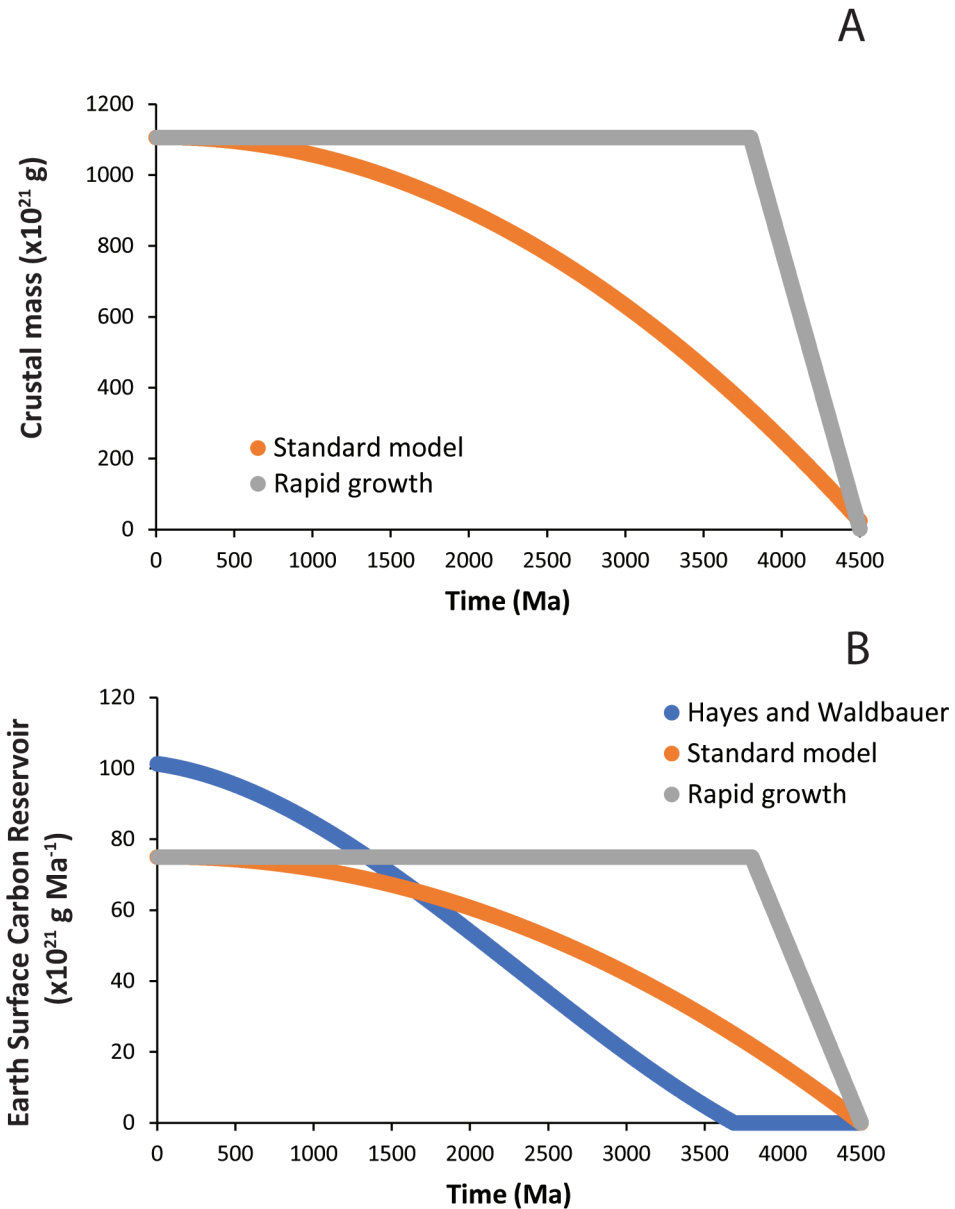 A
Crustal mass (x10²¹ g)
1200
1000
800
600
400
200
0
Standard model
Rapid growth
0 500 1000 1500 2000 2500 3000 3500 4000 4500
Time (Ma)
B
Earth Surface Carbon Reservoir
(x10²¹ g Ma⁻¹)
120
100
80
60
40
20
0
Hayes and Waldbauer
Standard model
Rapid growth
0 500 1000 1500 2000 2500 3000 3500 4000 4500
Time (Ma)